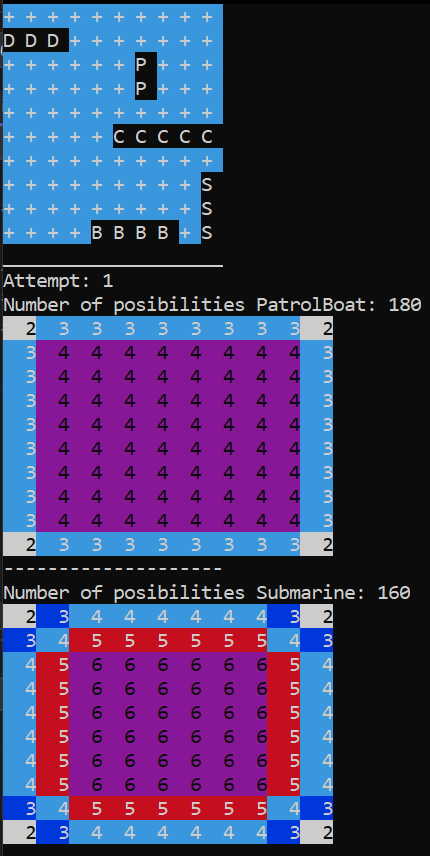 + + + + + + + + + +
D D D + + + + + + +
+ + + + + + P + + +
+ + + + + + P + + +
+ + + + + + + + + +
+ + + + + C C C C C
+ + + + + + + + + +
+ + + + + + + + + S
+ + + + + + + + + S
+ + + + B B B B + S
____________________
Attempt: 1
Number of posibilities PatrolBoat: 180
2 3 3 3 3 3 3 3 3 2
3 4 4 4 4 4 4 4 4 3
3 4 4 4 4 4 4 4 4 3
3 4 4 4 4 4 4 4 4 3
3 4 4 4 4 4 4 4 4 3
3 4 4 4 4 4 4 4 4 3
3 4 4 4 4 4 4 4 4 3
3 4 4 4 4 4 4 4 4 3
3 4 4 4 4 4 4 4 4 3
2 3 3 3 3 3 3 3 3 2
--------------------
Number of posibilities Submarine: 160
2 3 4 4 4 4 4 4 3 2
3 4 5 5 5 5 5 5 4 3
4 5 6 6 6 6 6 6 5 4
4 5 6 6 6 6 6 6 5 4
4 5 6 6 6 6 6 6 5 4
4 5 6 6 6 6 6 6 5 4
4 5 6 6 6 6 6 6 5 4
4 5 6 6 6 6 6 6 5 4
3 4 5 5 5 5 5 5 4 3
2 3 4 4 4 4 4 4 3 2